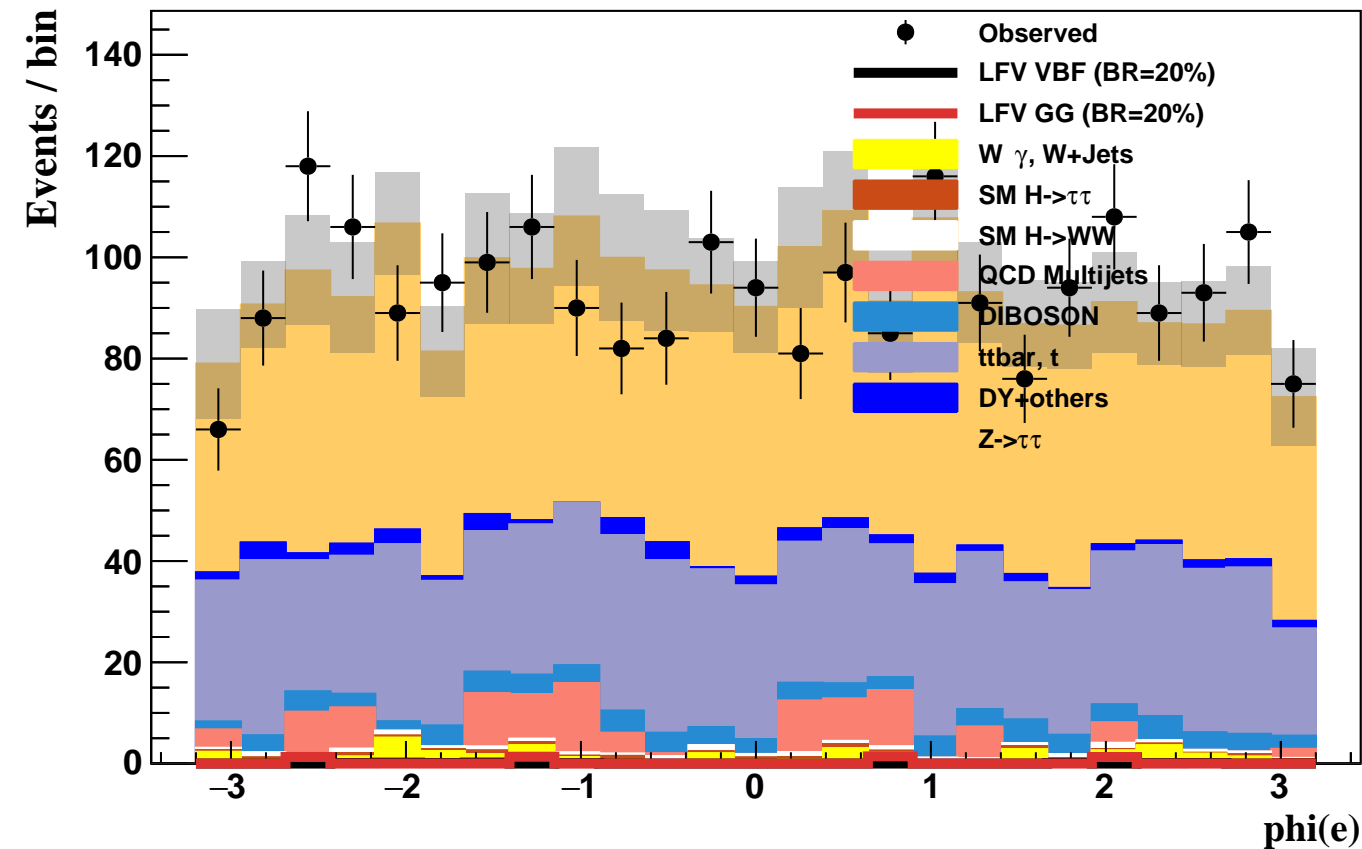 Events / bin
140
120
100
80
60
40
20
0
Observed
LFV VBF (BR=20%)
LFV GG (BR=20%)
W γ, W+Jets
SM H->ττ
SM H->WW
QCD Multijets
DIBOSON
ttbar, t
DY+others
Z->ττ
−3 −2 −1 0 1 2 3
phi(e)